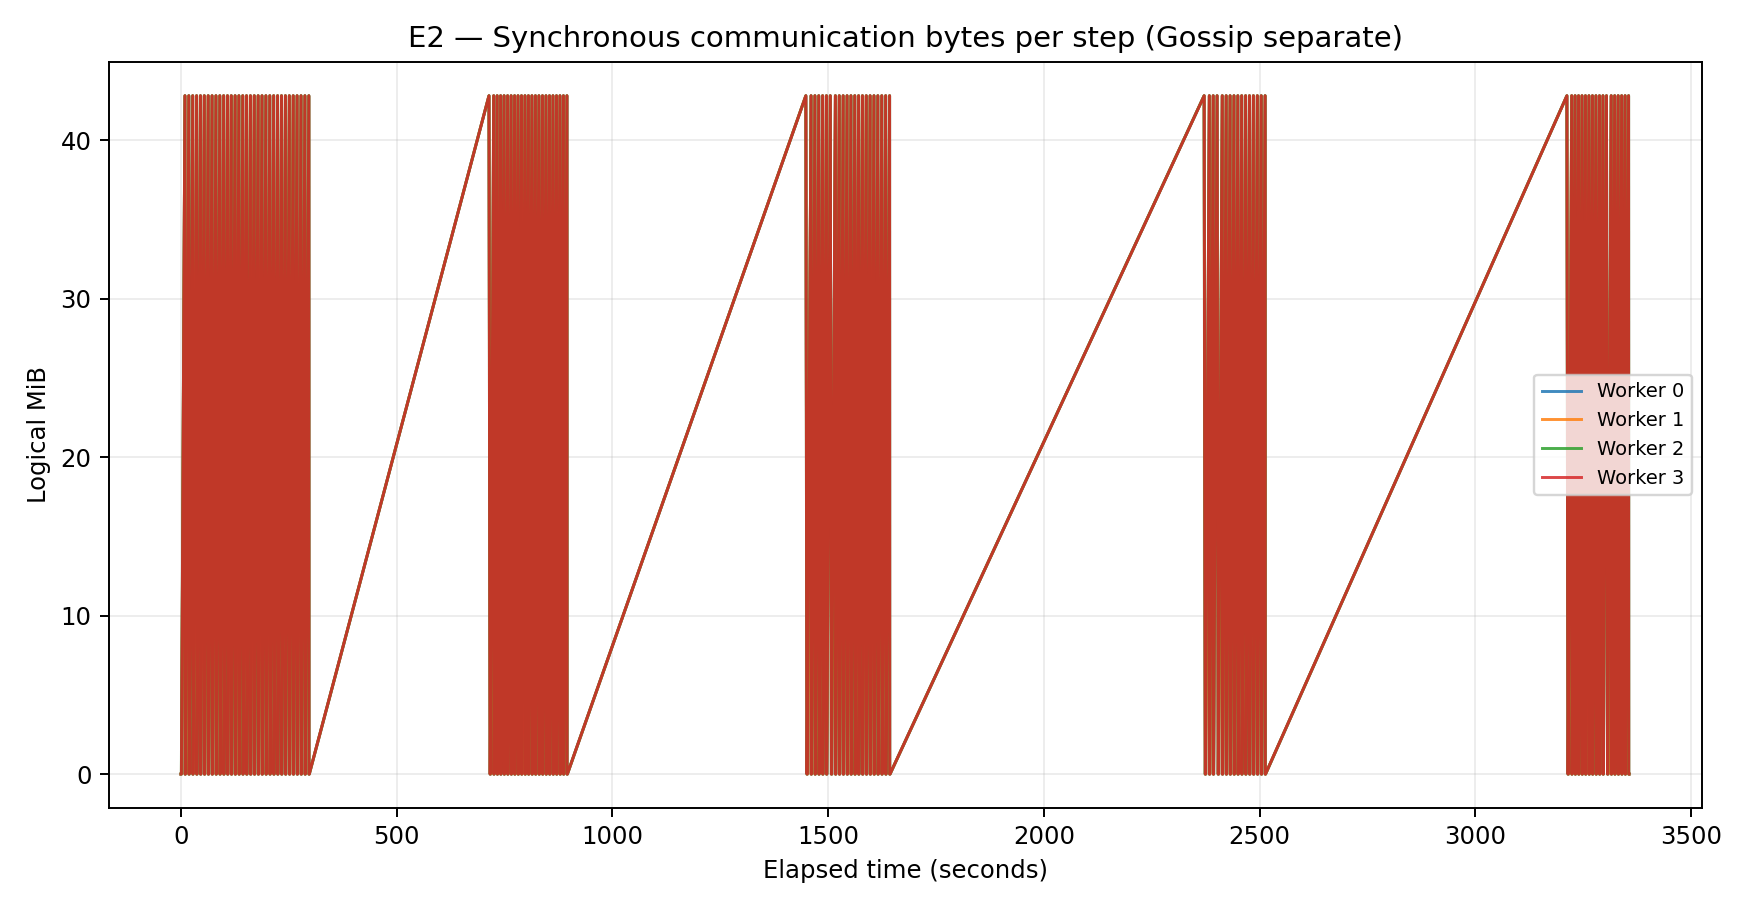 E2 — Synchronous communication bytes per step (Gossip separate)
Logical MiB
40
30
20
10
0
Worker 0
Worker 1
Worker 2
Worker 3
0 500 1000 1500 2000 2500 3000 3500
Elapsed time (seconds)